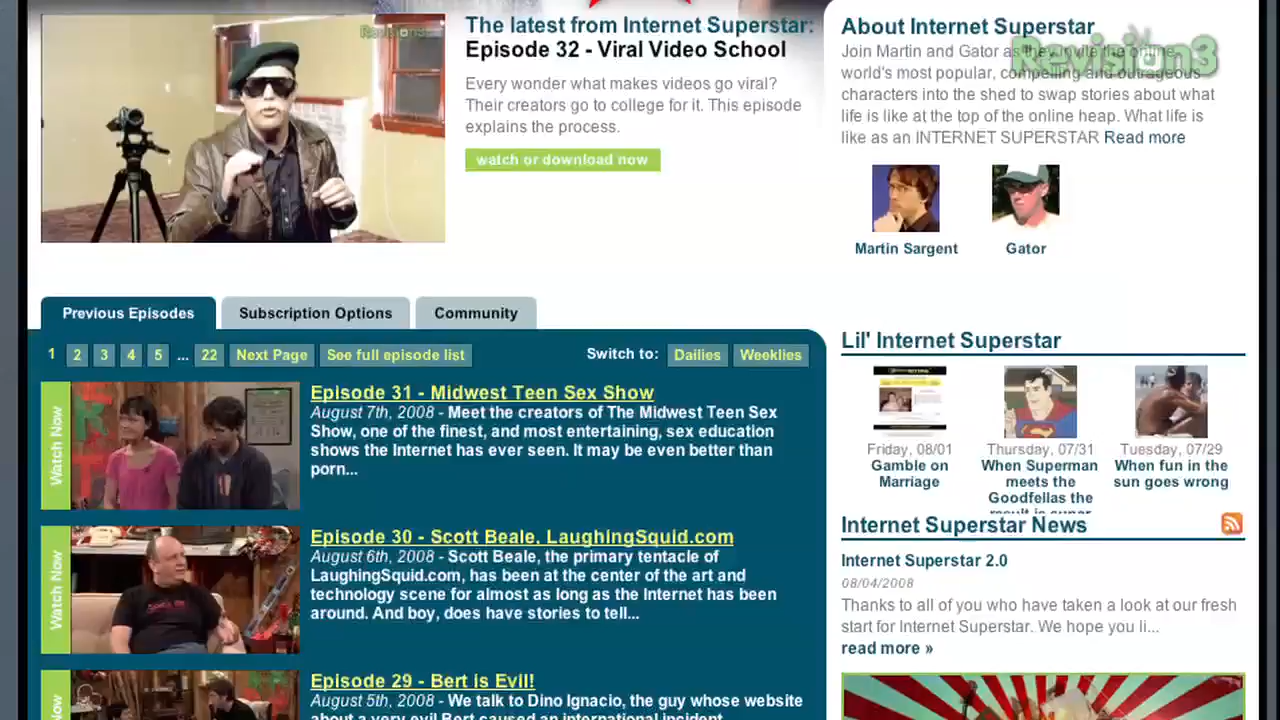 Revision3
The latest from Internet Superstar:
Episode 32 - Viral Video School
Every wonder what makes videos go viral?
Their creators go to college for it. This episode
explains the process.
watch or download now
About Internet Superstar
Revision3
Join Martin and Gator as they invite the online
world's most popular, compelling and outrageous
characters into the shed to swap stories about what
life is like at the top of the online heap. What life is
like as an INTERNET SUPERSTAR Read more
Martin Sargent
Gator
Previous Episodes
Subscription Options
Community
1 2 3 4 5 ... 22 Next Page See full episode list
Switch to: Dailies Weeklies
Watch Now
Episode 31 - Midwest Teen Sex Show
August 7th, 2008 - Meet the creators of The Midwest Teen Sex
Show, one of the finest, and most entertaining, sex education
shows the Internet has ever seen. It may be even better than
porn...
Watch Now
Episode 30 - Scott Beale, LaughingSquid.com
August 6th, 2008 - Scott Beale, the primary tentacle of
LaughingSquid.com, has been at the center of the art and
technology scene for almost as long as the Internet has been
around. And boy, does have stories to tell...
Now
Episode 29 - Bert is Evil!
August 5th, 2008 - We talk to Dino Ignacio, the guy whose website
about a very evil Bert caused an international incident
Lil' Internet Superstar
Friday, 08/01
Gamble on
Marriage
Thursday, 07/31
When Superman
meets the
Goodfellas the
result is super
Tuesday, 07/29
When fun in the
sun goes wrong
Internet Superstar News
Internet Superstar 2.0
08/04/2008
Thanks to all of you who have taken a look at our fresh
start for Internet Superstar. We hope you li...
read more »